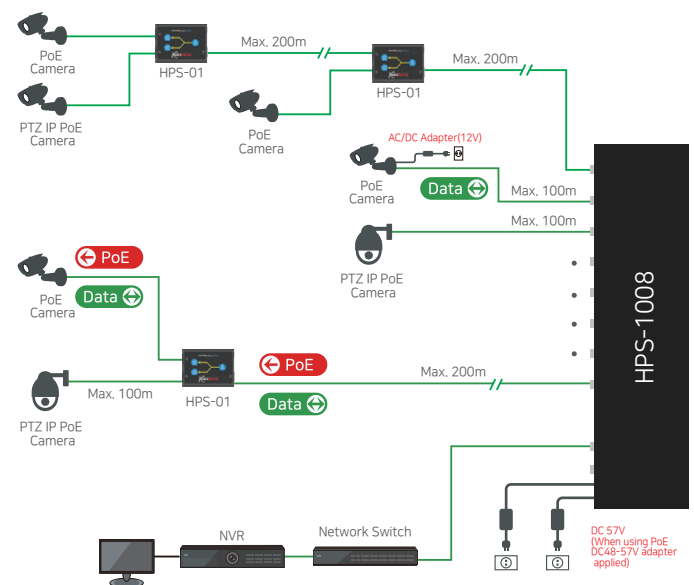 Max. 200m
PoE
Camera
HPS-01
Max. 200m
HPS-01
PTZ IP PoE
Camera
PoE
Camera
AC/DC Adapter(12V)
PoE
Camera
Data
Max. 100m
Max. 100m
PTZ IP PoE
Camera
HPS-1008
PoE
PoE
Camera
Data
PoE
Max. 200m
Max. 100m
HPS-01
Data
PTZ IP PoE
Camera
NVR
Network Switch
DC 57V
(When using PoE
DC48-57V adapter
applied)